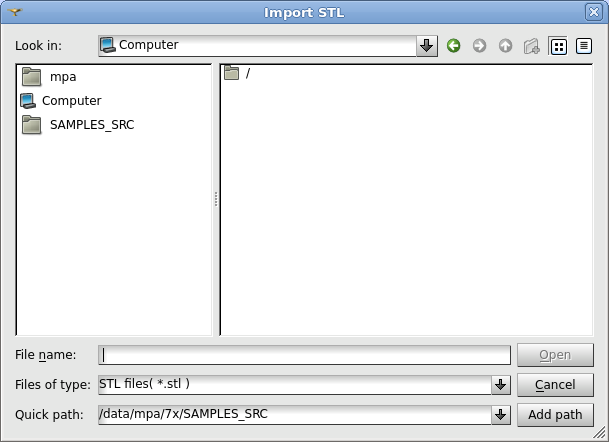 Import STL
Look in: Computer
mpa
Computer
SAMPLES_SRC
/
File name: Open
Files of type: STL files( *.stl ) Cancel
Quick path: /data/mpa/7x/SAMPLES_SRC Add path